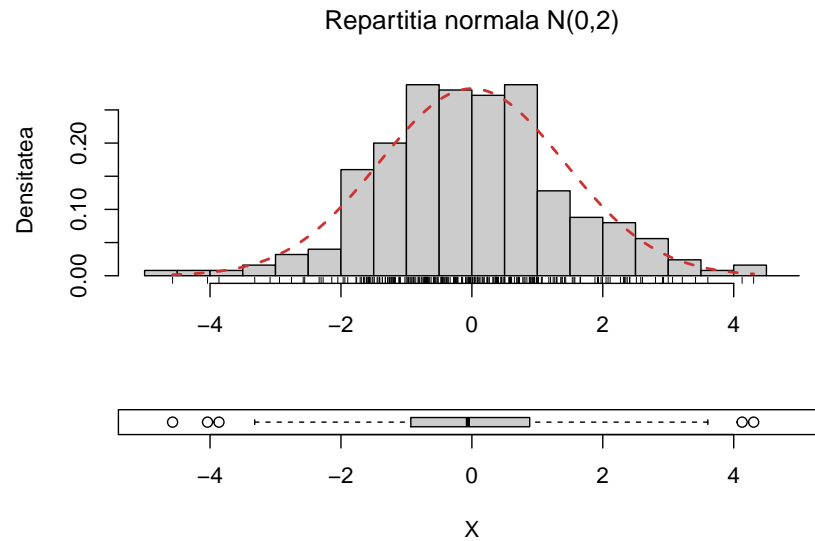 Repartitia normala N(0,2)
Densitatea
0.00 0.10 0.20
−4 −2 0 2 4
−4 −2 0 2 4
X